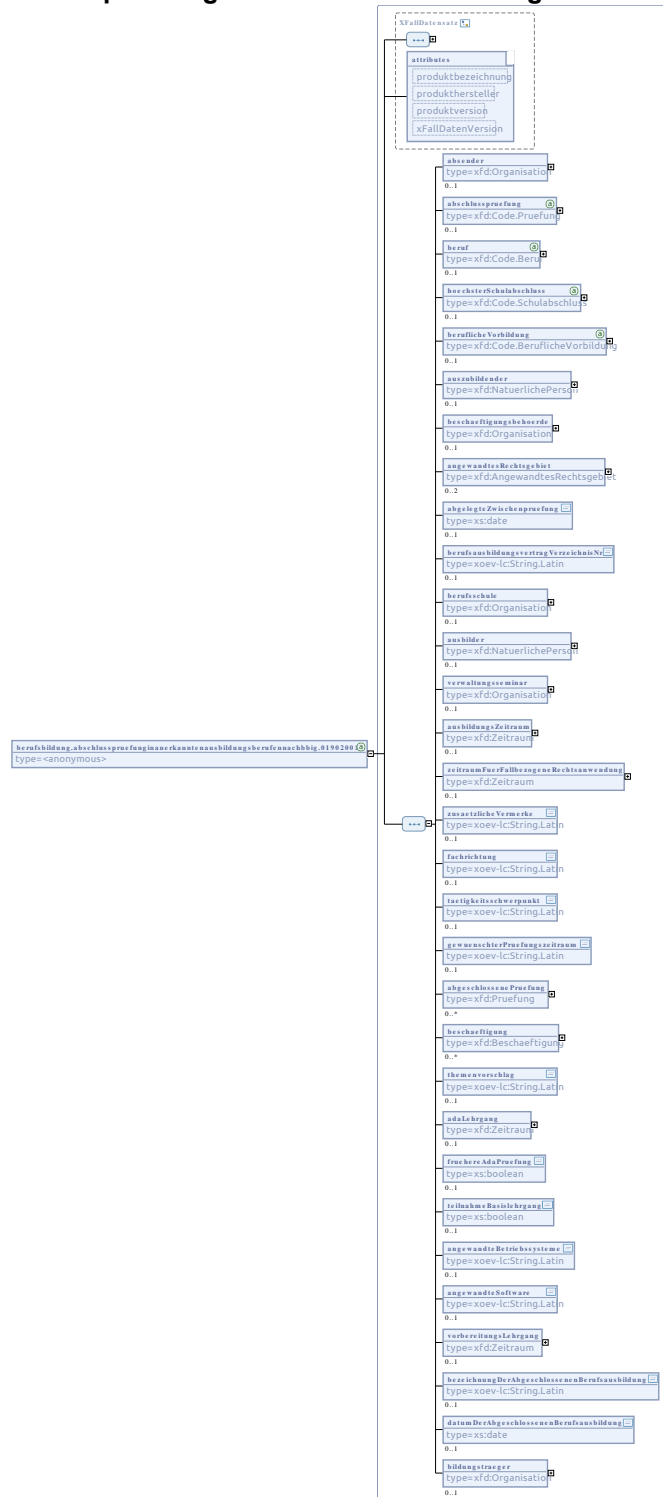 XFallDatensatz
attributes
produktbezeichnung
produkthersteller
produktversion
xFallDatenVersion
absender
type=xfd:Organisation
0..1
abschlusspruefung
type=xfd:Code.Pruefung
0..1
beruf
type=xfd:Code.Beruf
0..1
hoechsterSchulabschluss
type=xfd:Code.Schulabschluss
0..1
beruflicheVorbildung
type=xfd:Code.BeruflicheVorbildung
0..1
auszubildender
type=xfd:NatuerlichePerson
0..1
beschaeftigungsbehoerde
type=xfd:Organisation
0..1
angewandtesRechtsgebiet
type=xfd:AngewandtesRechtsgebiet
0..2
abgelegteZwischenpruefung
type=xs:date
0..1
berufsausbildungsvertragVerzeichnisNr
type=xoev-lc:String.Latin
0..1
berufsschule
type=xfd:Organisation
0..1
ausbilder
type=xfd:NatuerlichePerson
0..1
verwaltungsseminar
type=xfd:Organisation
0..1
ausbildungsZeitraum
type=xfd:Zeitraum
0..1
berufsbildung.abschlusspruefunginanerkanntenausbildungsberufennachbbig.01902001
type=<anonymous>
zeitraumFuerFallbezogeneRechtsanwendung
type=xfd:Zeitraum
0..1
zusaetzlicheVermerke
type=xoev-lc:String.Latin
0..1
fachrichtung
type=xoev-lc:String.Latin
0..1
taetigkeitsschwerpunkt
type=xoev-lc:String.Latin
0..1
gewuenschterPruefungszeitraum
type=xoev-lc:String.Latin
0..1
abgeschlossenePruefung
type=xfd:Pruefung
0..*
beschaeftigung
type=xfd:Beschaeftigung
0..*
themenvorschlag
type=xoev-lc:String.Latin
0..1
adaLehrgang
type=xfd:Zeitraum
0..1
fruehereAdaPruefung
type=xs:boolean
0..1
teilnahmeBasislehrgang
type=xs:boolean
0..1
angewandteBetriebssysteme
type=xoev-lc:String.Latin
0..1
angewandteSoftware
type=xoev-lc:String.Latin
0..1
vorbereitungsLehrgang
type=xfd:Zeitraum
0..1
bezeichnungDerAbgeschlossenenBerufsausbildung
type=xoev-lc:String.Latin
0..1
datumDerAbgeschlossenenBerufsausbildung
type=xs:date
0..1
bildungstraeger
type=xfd:Organisation
0..1